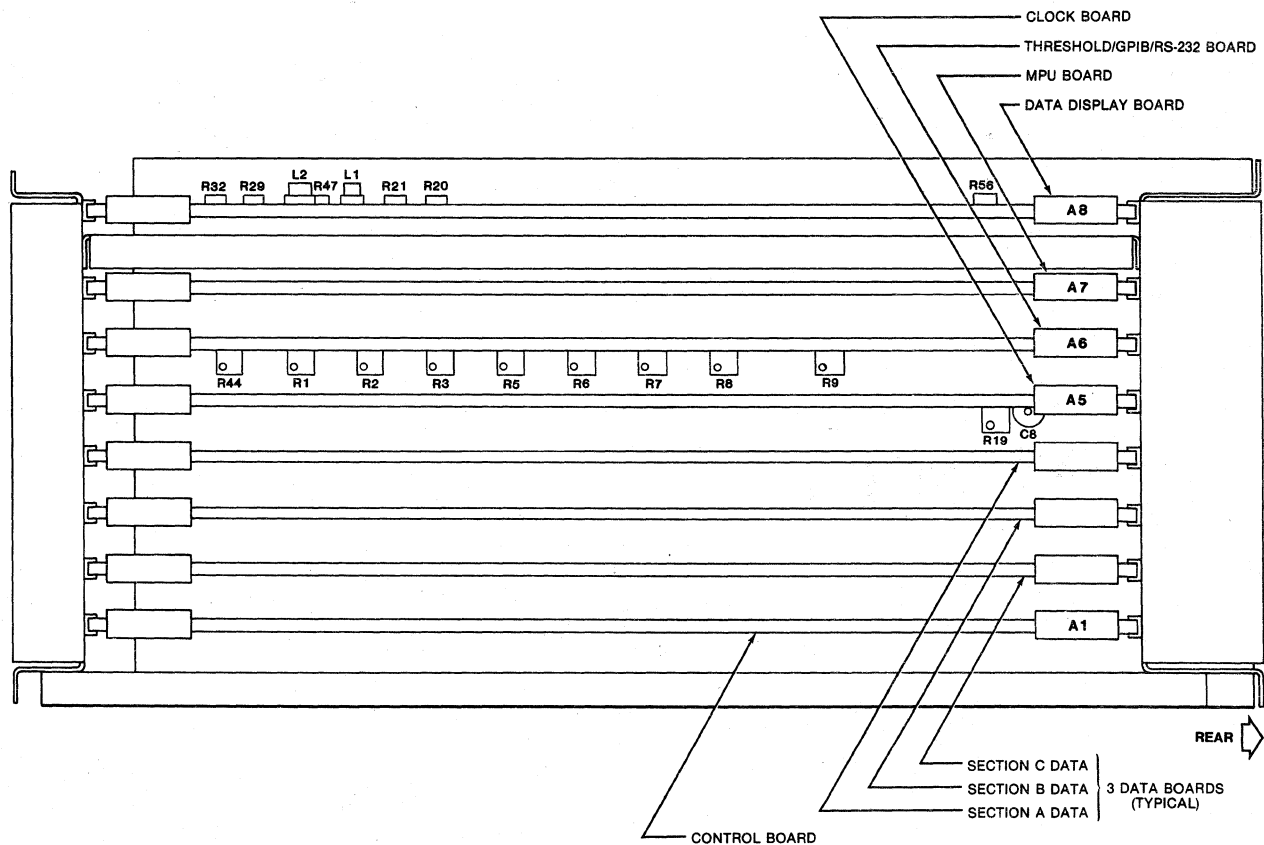 CLOCK BOARD
THRESHOLD/GPIB/RS-232 BOARD
MPU BOARD
DATA DISPLAY BOARD
R32 R29 L2 R47 L1 R21 R20 R56
A8
A7
A6
R44 R1 R2 R3 R5 R6 R7 R8 R9
A5
R19 C8
A1
REAR
SECTION C DATA
SECTION B DATA
SECTION A DATA
3 DATA BOARDS
(TYPICAL)
CONTROL BOARD